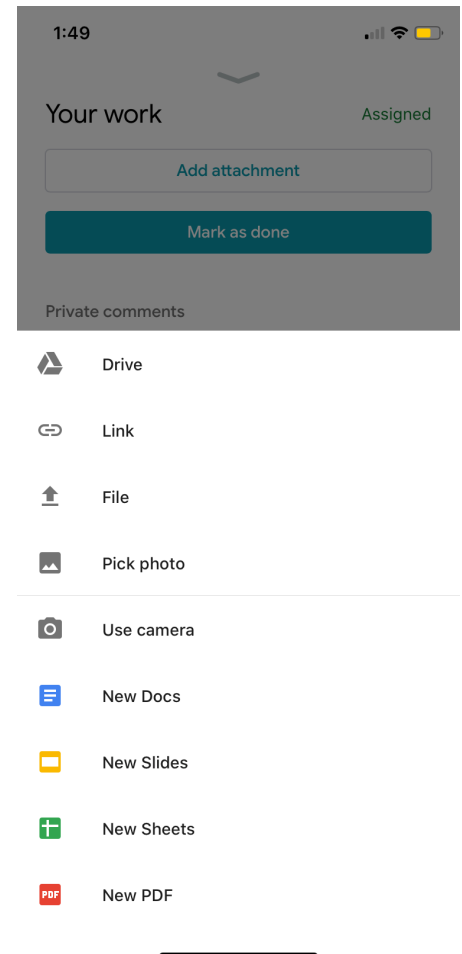 1:49
Your work
Assigned
Add attachment
Mark as done
Private comments
Drive
Link
File
Pick photo
Use camera
New Docs
New Slides
New Sheets
PDF
New PDF